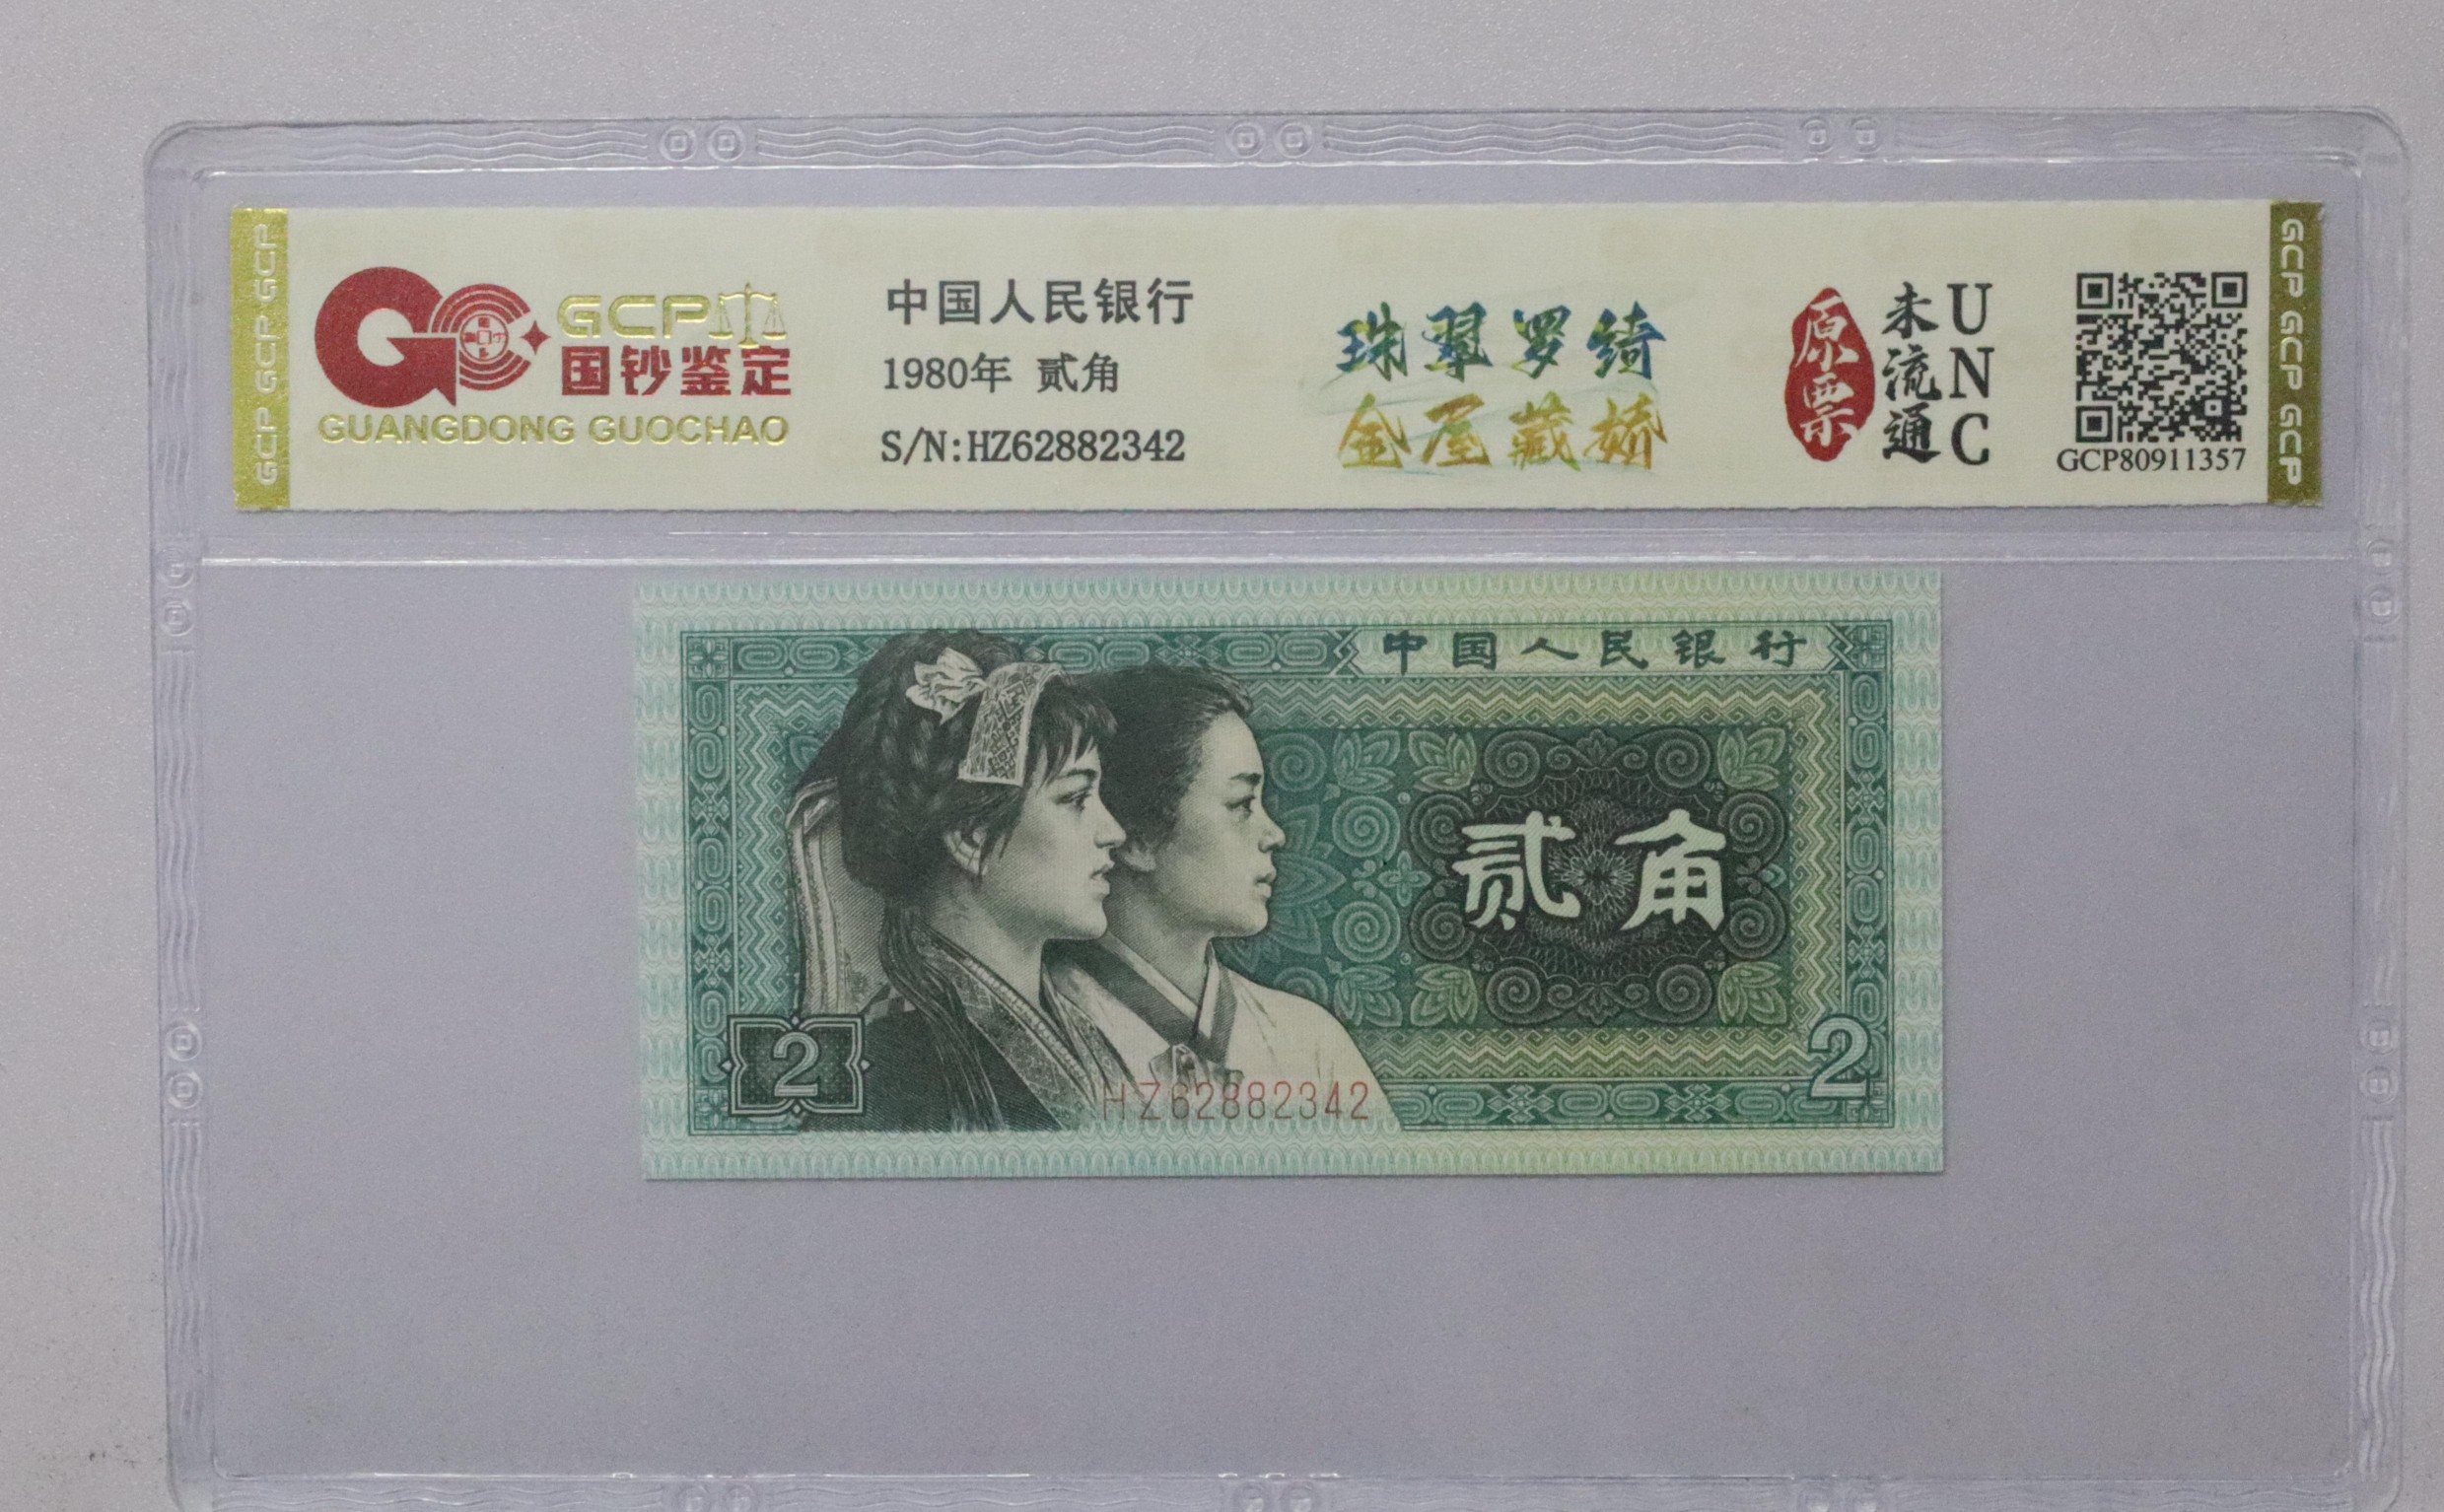 GCP GCP GCP
GCP
国钞鉴定
GUANGDONG GUOCHAO
中国人民银行
1980年 贰角
S/N:HZ62882342
珠翠罗绮
金屋藏娇
原票
未流通
UNC
GCP80911357
GCP GCP GCP
中国人民银行
贰角
2
2
HZ62882342